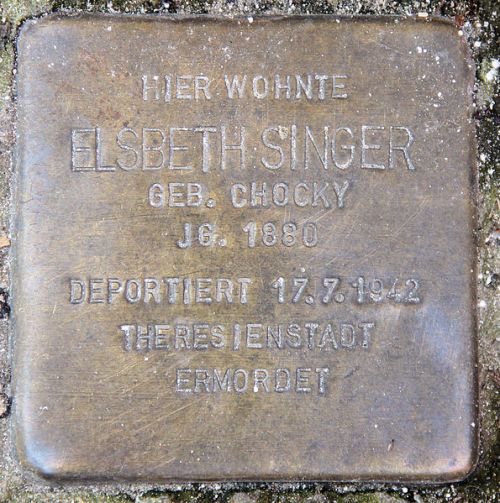 HIER WOHNTE
ELSBETH SINGER
GEB. CHOCKY
JG. 1880
DEPORTIERT 17.7.1942
THERESIENSTADT
ERMORDET